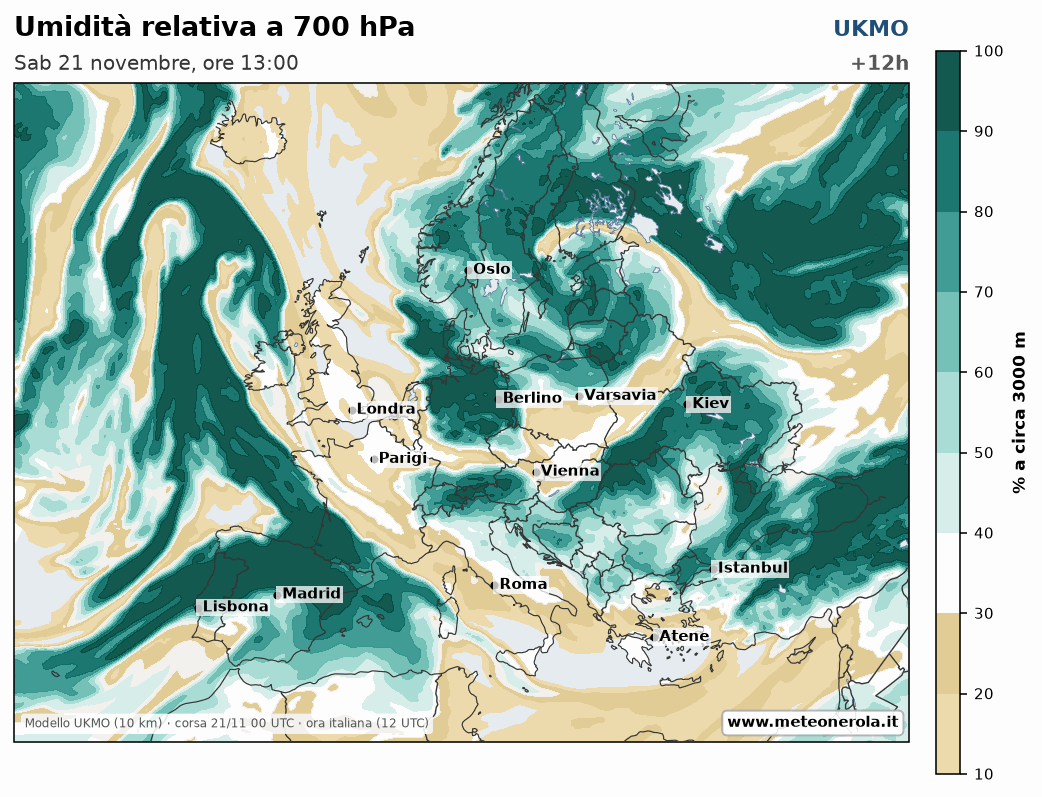 Umidità relativa a 700 hPa
UKMO
Sab 21 novembre, ore 13:00
+12h
100
90
80
70
60
50
40
30
20
10
% a circa 3000 m
Oslo
Berlino
Varsavia
Kiev
Londra
Parigi
Vienna
Istanbul
Roma
Madrid
Lisbona
Atene
Modello UKMO (10 km) · corsa 21/11 00 UTC · ora italiana (12 UTC)
www.meteonerola.it